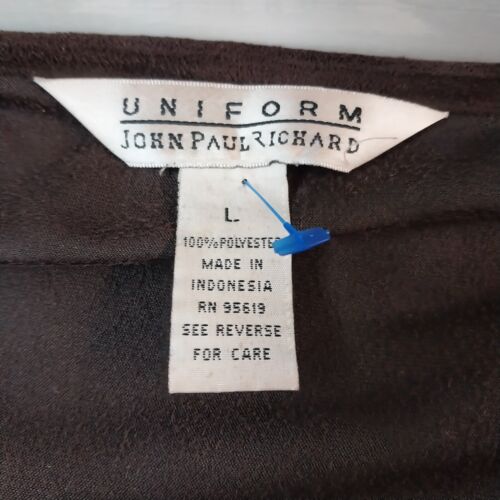 UNIFORM
JOHN PAUL RICHARD
L
100% POLYESTER
MADE IN
INDONESIA
RN 95619
SEE REVERSE
FOR CARE